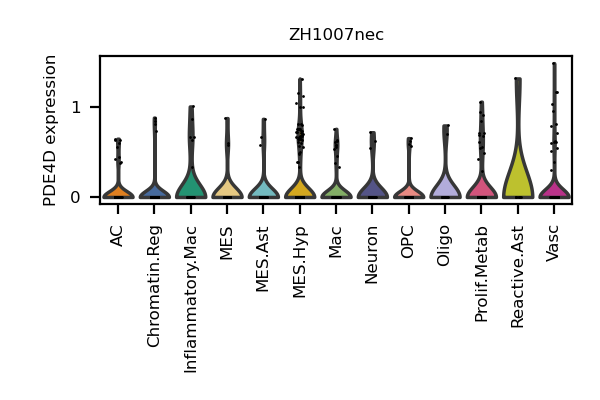 ZH1007nec
PDE4D expression
1
0
AC
Chromatin.Reg
Inflammatory.Mac
MES
MES.Ast
MES.Hyp
Mac
Neuron
OPC
Oligo
Prolif.Metab
Reactive.Ast
Vasc